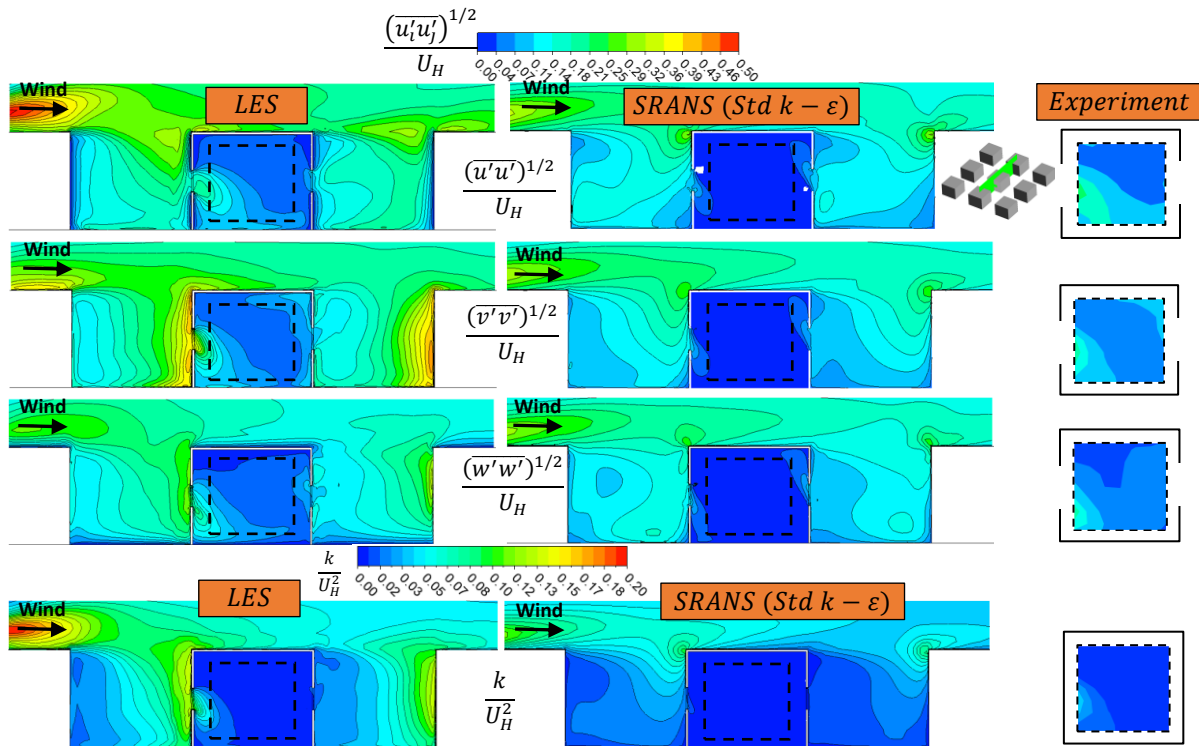 (u'ᵢu'ⱼ)^1/2 / U_H
0.00 0.04 0.07 0.11 0.14 0.18 0.21 0.25 0.29 0.32 0.36 0.39 0.43 0.46 0.50
Wind
LES
SRANS (Std k − ε)
Experiment
(u'u')^1/2 / U_H
Wind
Wind
(v'v')^1/2 / U_H
Wind
Wind
(w'w')^1/2 / U_H
k / U_H^2
0.00 0.02 0.03 0.05 0.07 0.08 0.10 0.12 0.13 0.15 0.17 0.18 0.20
Wind
LES
Wind
SRANS (Std k − ε)
k / U_H^2